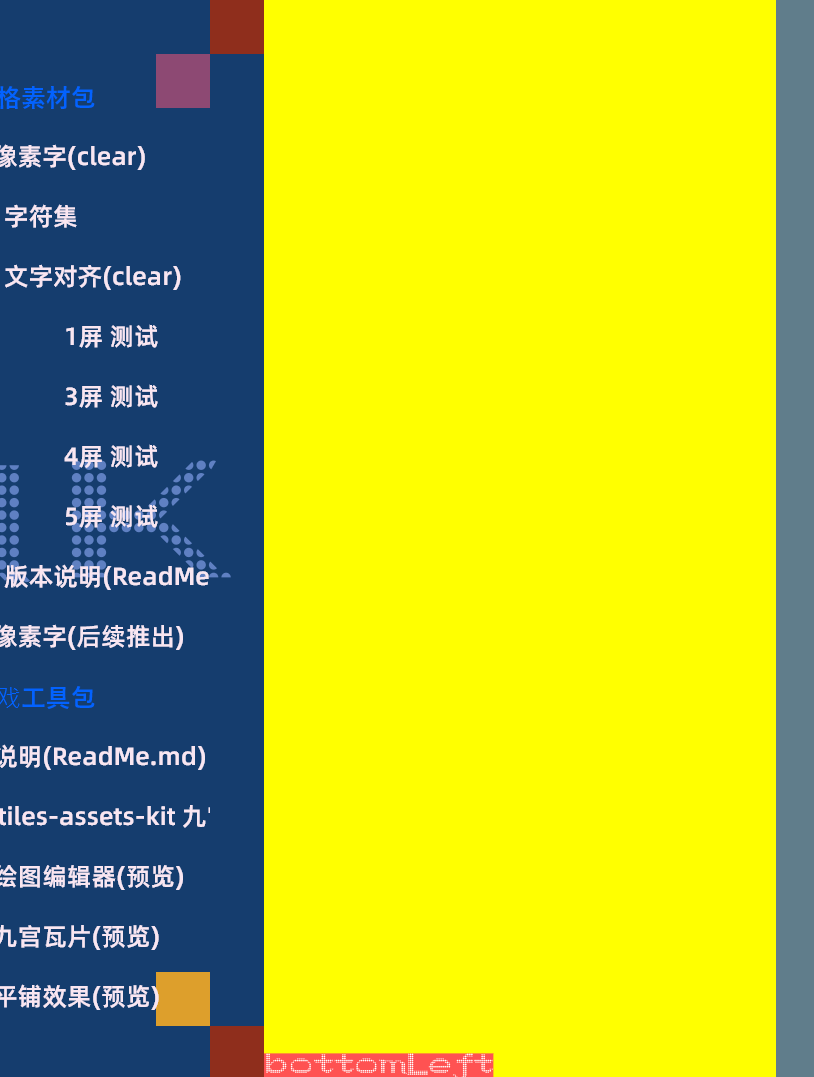 格素材包
像素字(clear)
字符集
文字对齐(clear)
1屏 测试
3屏 测试
4屏 测试
5屏 测试
版本说明(ReadMe
像素字(后续推出)
戏工具包
说明(ReadMe.md)
tiles-assets-kit 九
绘图编辑器(预览)
九宫瓦片(预览)
平铺效果(预览)
bottomLeft